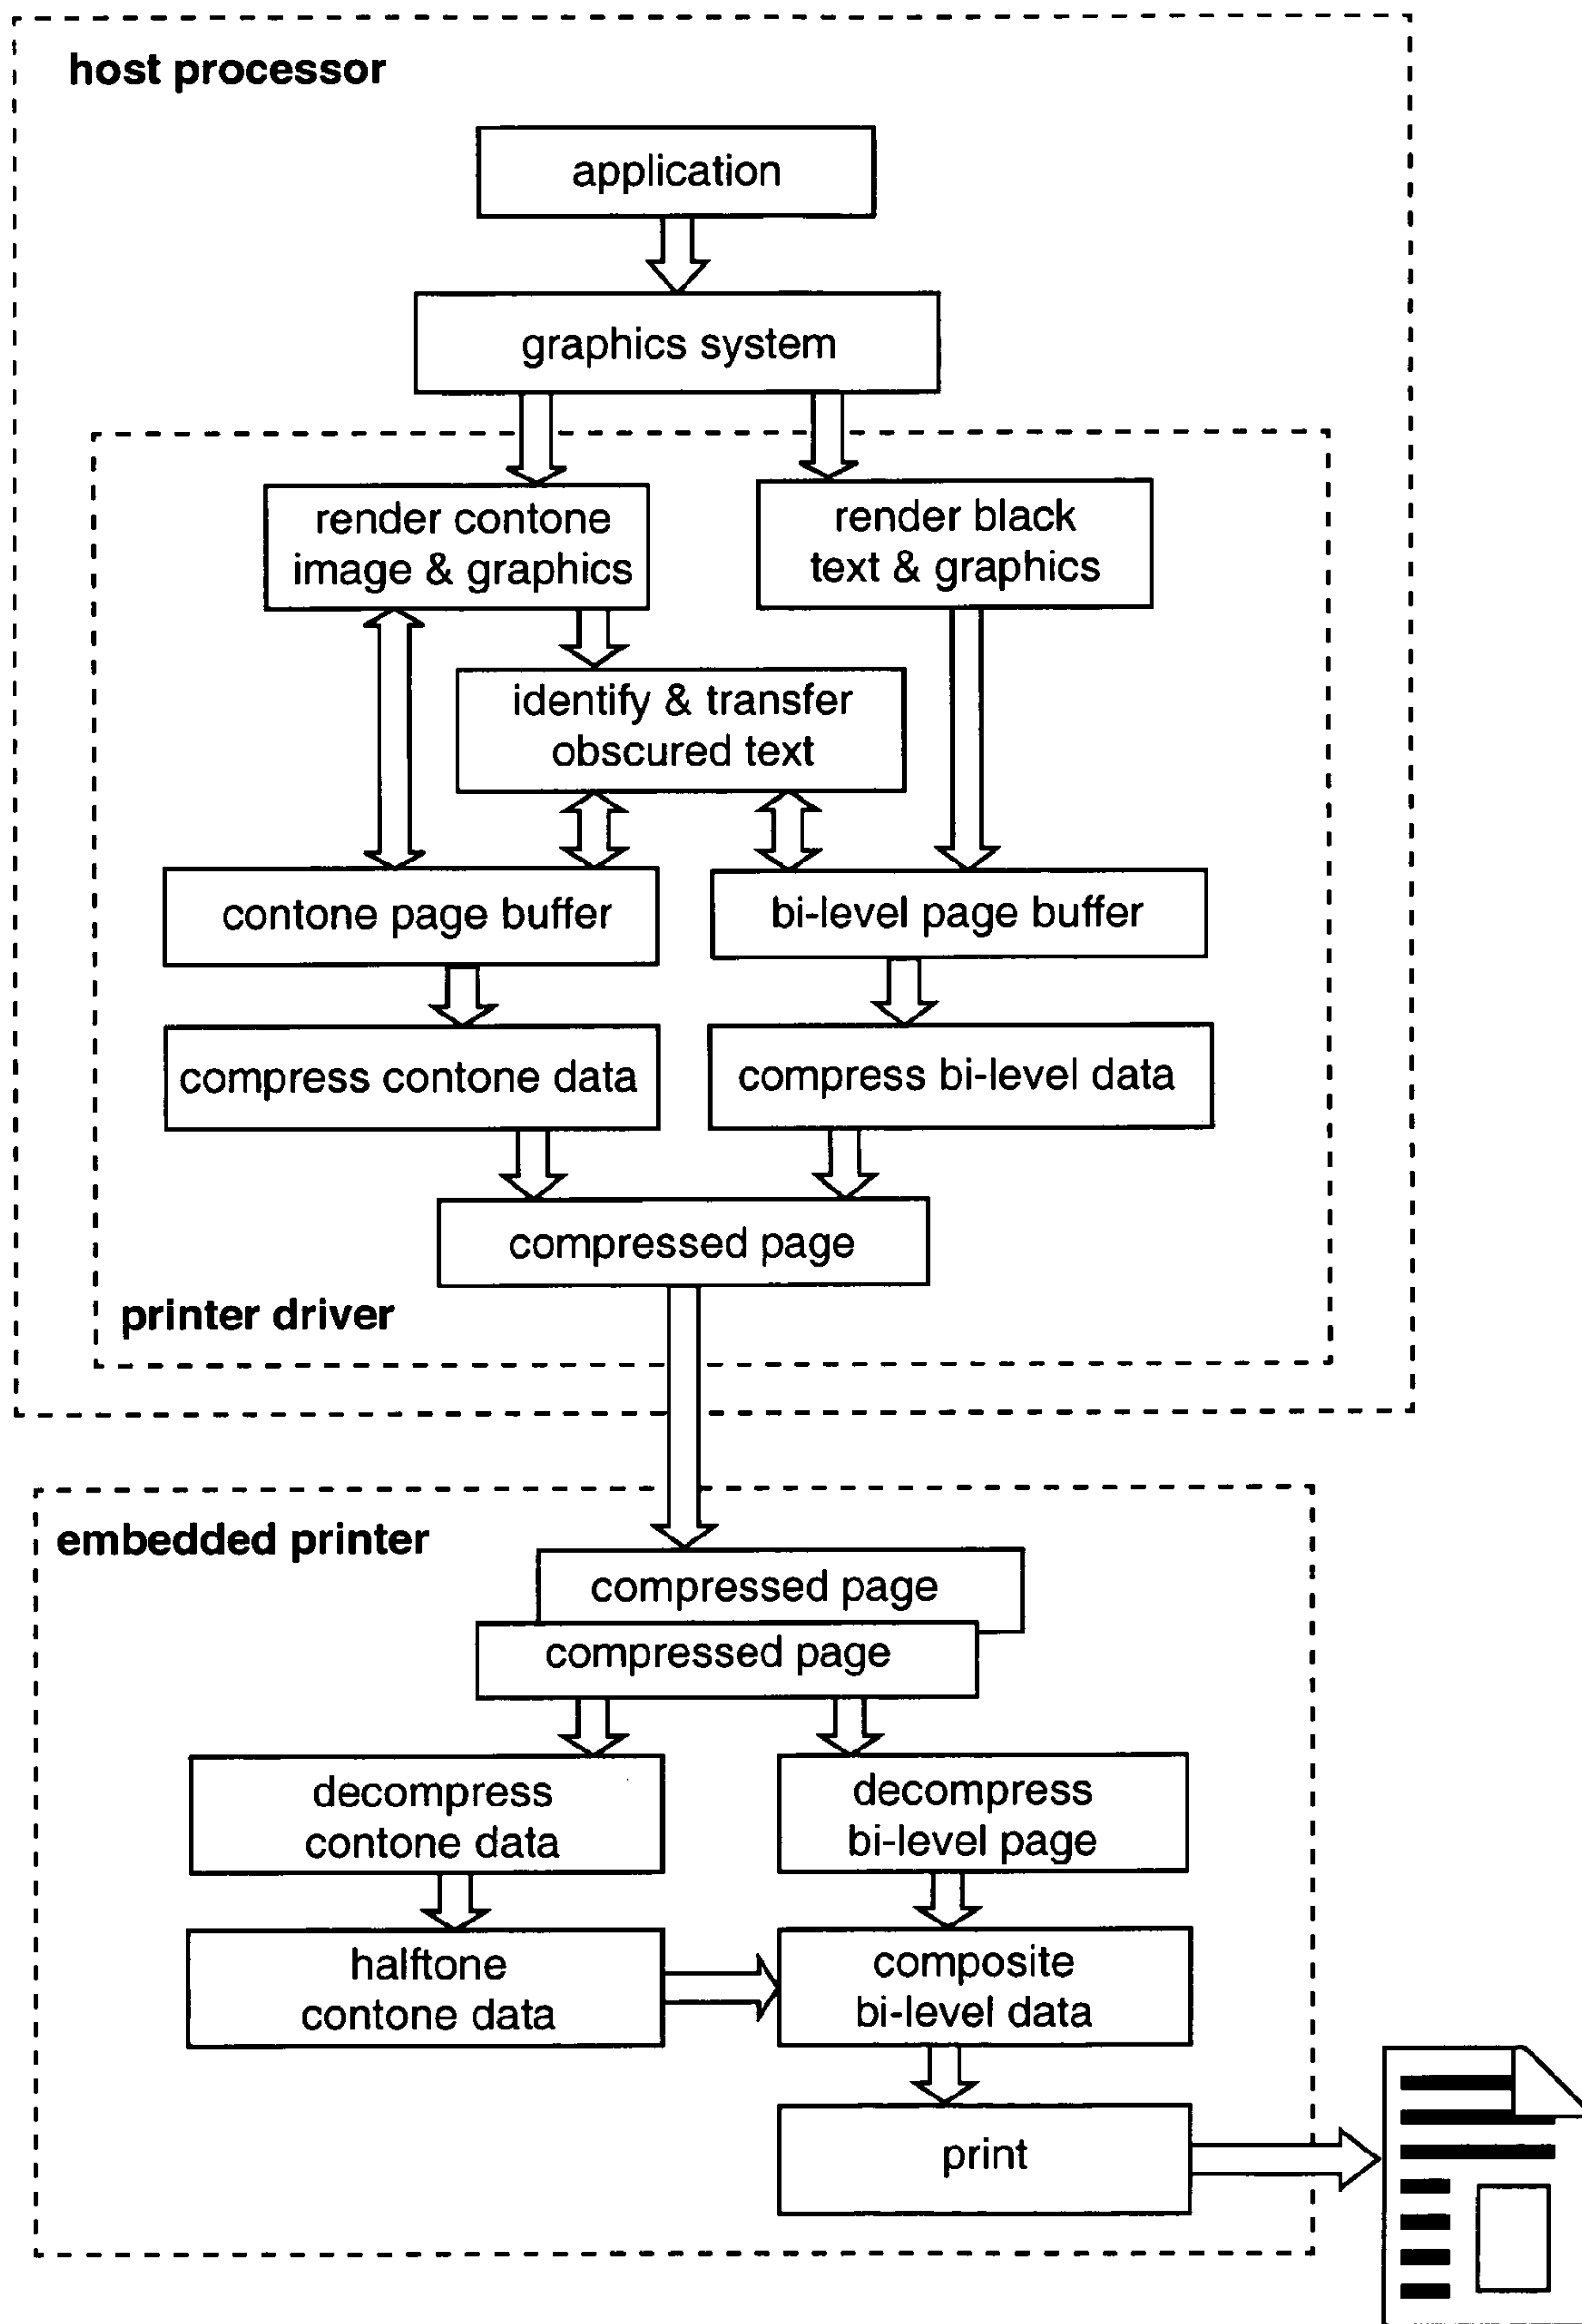 host processor
application
graphics system
render contone
image & graphics
render black
text & graphics
identify & transfer
obscured text
contone page buffer
bi-level page buffer
compress contone data
compress bi-level data
compressed page
printer driver
embedded printer
compressed page
compressed page
decompress
contone data
decompress
bi-level page
halftone
contone data
composite
bi-level data
print